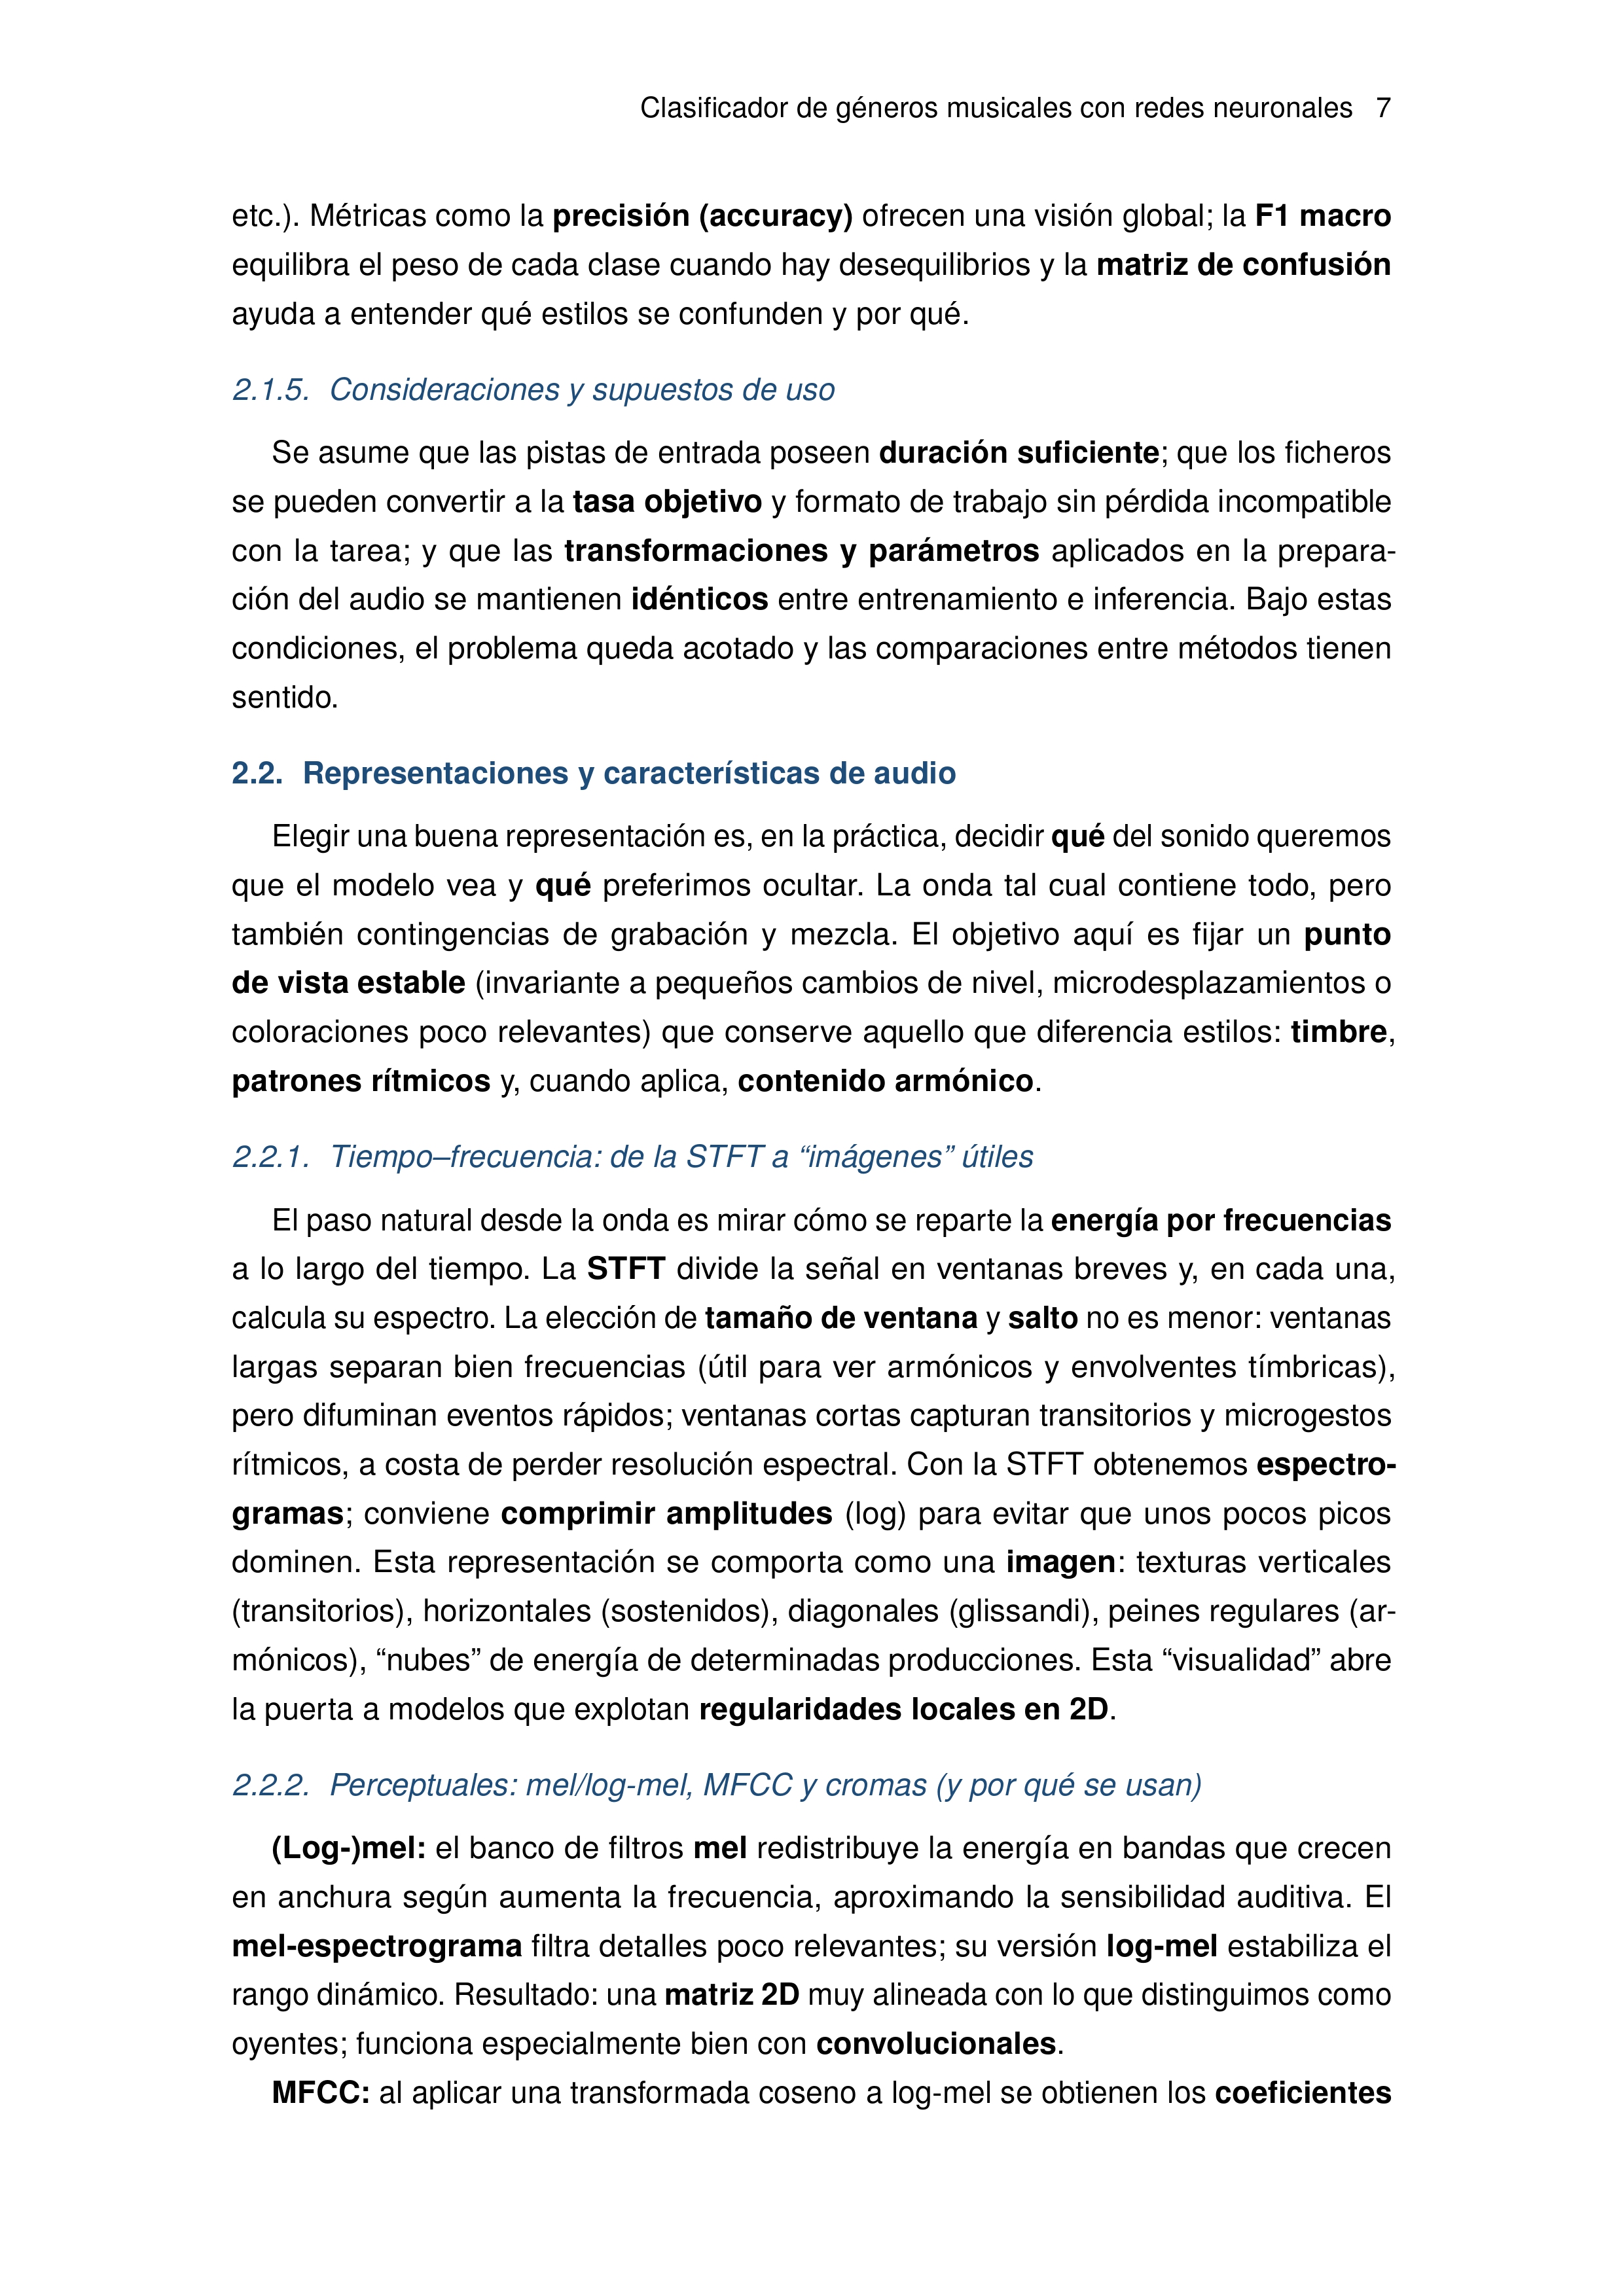 Clasificador de géneros musicales con redes neuronales 7
etc.). Métricas como la precisión (accuracy) ofrecen una visión global; la F1 macro
equilibra el peso de cada clase cuando hay desequilibrios y la matriz de confusión
ayuda a entender qué estilos se confunden y por qué.
2.1.5. Consideraciones y supuestos de uso
Se asume que las pistas de entrada poseen duración suficiente; que los ficheros
se pueden convertir a la tasa objetivo y formato de trabajo sin pérdida incompatible
con la tarea; y que las transformaciones y parámetros aplicados en la prepara-
ción del audio se mantienen idénticos entre entrenamiento e inferencia. Bajo estas
condiciones, el problema queda acotado y las comparaciones entre métodos tienen
sentido.
2.2. Representaciones y características de audio
Elegir una buena representación es, en la práctica, decidir qué del sonido queremos
que el modelo vea y qué preferimos ocultar. La onda tal cual contiene todo, pero
también contingencias de grabación y mezcla. El objetivo aquí es fijar un punto
de vista estable (invariante a pequeños cambios de nivel, microdesplazamientos o
coloraciones poco relevantes) que conserve aquello que diferencia estilos: timbre,
patrones rítmicos y, cuando aplica, contenido armónico.
2.2.1. Tiempo–frecuencia: de la STFT a “imágenes” útiles
El paso natural desde la onda es mirar cómo se reparte la energía por frecuencias
a lo largo del tiempo. La STFT divide la señal en ventanas breves y, en cada una,
calcula su espectro. La elección de tamaño de ventana y salto no es menor: ventanas
largas separan bien frecuencias (útil para ver armónicos y envolventes tímbricas),
pero difuminan eventos rápidos; ventanas cortas capturan transitorios y microgestos
rítmicos, a costa de perder resolución espectral. Con la STFT obtenemos espectro-
gramas; conviene comprimir amplitudes (log) para evitar que unos pocos picos
dominen. Esta representación se comporta como una imagen: texturas verticales
(transitorios), horizontales (sostenidos), diagonales (glissandi), peines regulares (ar-
mónicos), “nubes” de energía de determinadas producciones. Esta “visualidad” abre
la puerta a modelos que explotan regularidades locales en 2D.
2.2.2. Perceptuales: mel/log-mel, MFCC y cromas (y por qué se usan)
(Log-)mel: el banco de filtros mel redistribuye la energía en bandas que crecen
en anchura según aumenta la frecuencia, aproximando la sensibilidad auditiva. El
mel-espectrograma filtra detalles poco relevantes; su versión log-mel estabiliza el
rango dinámico. Resultado: una matriz 2D muy alineada con lo que distinguimos como
oyentes; funciona especialmente bien con convolucionales.
MFCC: al aplicar una transformada coseno a log-mel se obtienen los coeficientes